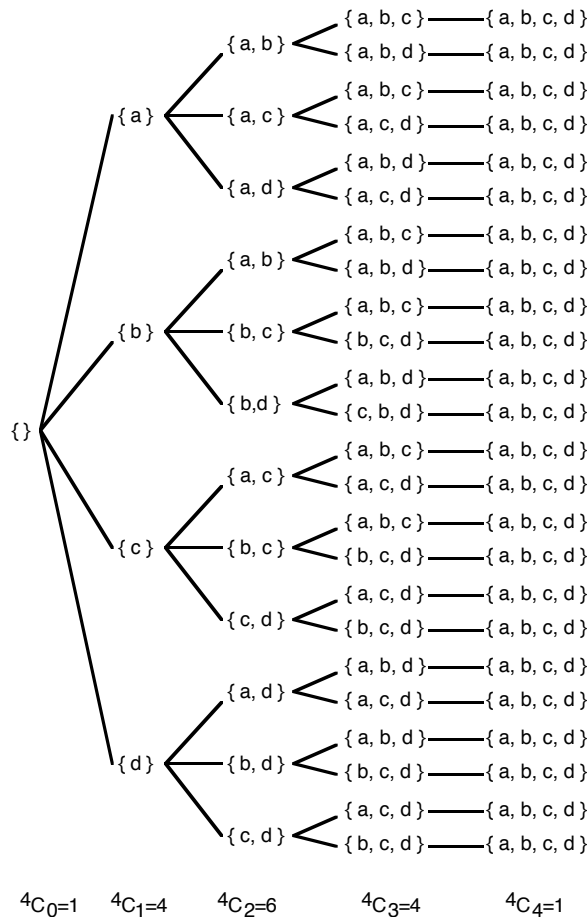 { a, b, c } { a, b, c, d }
{ a, b }
{ a, b, d } { a, b, c, d }
{ a, b, c } { a, b, c, d }
{ a } { a, c }
{ a, c, d } { a, b, c, d }
{ a, b, d } { a, b, c, d }
{ a, d }
{ a, c, d } { a, b, c, d }
{ a, b, c } { a, b, c, d }
{ a, b }
{ a, b, d } { a, b, c, d }
{ a, b, c } { a, b, c, d }
{ b } { b, c }
{ b, c, d } { a, b, c, d }
{ a, b, d } { a, b, c, d }
{ b,d }
{ c, b, d } { a, b, c, d }
{ }
{ a, b, c } { a, b, c, d }
{ a, c }
{ a, c, d } { a, b, c, d }
{ a, b, c } { a, b, c, d }
{ c } { b, c }
{ b, c, d } { a, b, c, d }
{ a, c, d } { a, b, c, d }
{ c, d }
{ b, c, d } { a, b, c, d }
{ a, b, d } { a, b, c, d }
{ a, d }
{ a, c, d } { a, b, c, d }
{ a, b, d } { a, b, c, d }
{ d } { b, d }
{ b, c, d } { a, b, c, d }
{ a, c, d } { a, b, c, d }
{ c, d }
{ b, c, d } { a, b, c, d }
⁴C₀=1 ⁴C₁=4 ⁴C₂=6 ⁴C₃=4 ⁴C₄=1